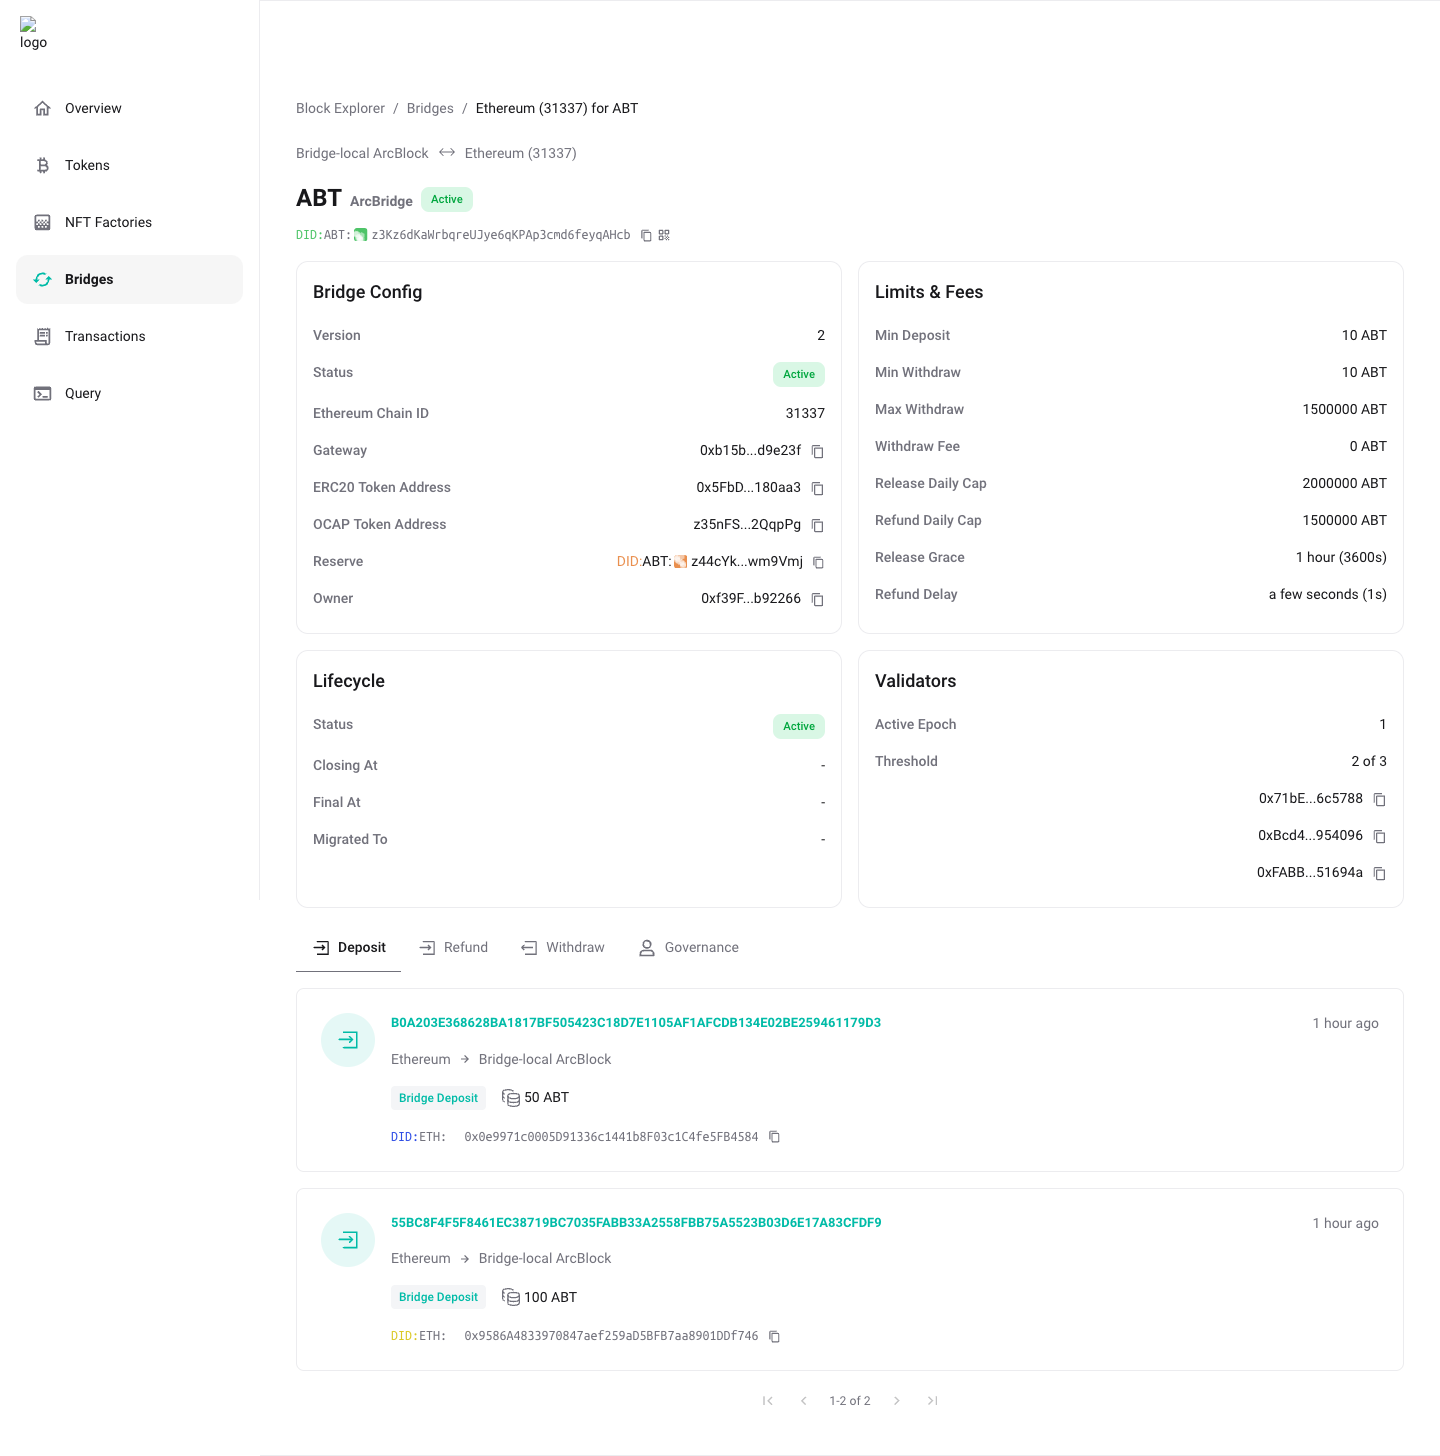 logo
Overview
Tokens
NFT Factories
Bridges
Transactions
Query
Block Explorer / Bridges / Ethereum (31337) for ABT
Bridge-local ArcBlock Ethereum (31337)
ABT ArcBridge Active
DID:ABT: z3Kz6dKaWrbqreUJye6qKPAp3cmd6feyqAHcb
Bridge Config
Version 2
Status Active
Ethereum Chain ID 31337
Gateway 0xb15b...d9e23f
ERC20 Token Address 0x5FbD...180aa3
OCAP Token Address z35nFS...2QqpPg
Reserve DID:ABT: z44cYk...wm9Vmj
Owner 0xf39F...b92266
Limits & Fees
Min Deposit 10 ABT
Min Withdraw 10 ABT
Max Withdraw 1500000 ABT
Withdraw Fee 0 ABT
Release Daily Cap 2000000 ABT
Refund Daily Cap 1500000 ABT
Release Grace 1 hour (3600s)
Refund Delay a few seconds (1s)
Lifecycle
Status Active
Closing At -
Final At -
Migrated To -
Validators
Active Epoch 1
Threshold 2 of 3
0x71bE...6c5788
0xBcd4...954096
0xFABB...51694a
Deposit Refund Withdraw Governance
B0A203E368628BA1817BF505423C18D7E1105AF1AFCDB134E02BE259461179D3 1 hour ago
Ethereum → Bridge-local ArcBlock
Bridge Deposit 50 ABT
DID:ETH: 0x0e9971c0005D91336c1441b8F03c1C4fe5FB4584
55BC8F4F5F8461EC38719BC7035FABB33A2558FBB75A5523B03D6E17A83CFDF9 1 hour ago
Ethereum → Bridge-local ArcBlock
Bridge Deposit 100 ABT
DID:ETH: 0x9586A4833970847aef259aD5BFB7aa8901DDf746
1-2 of 2